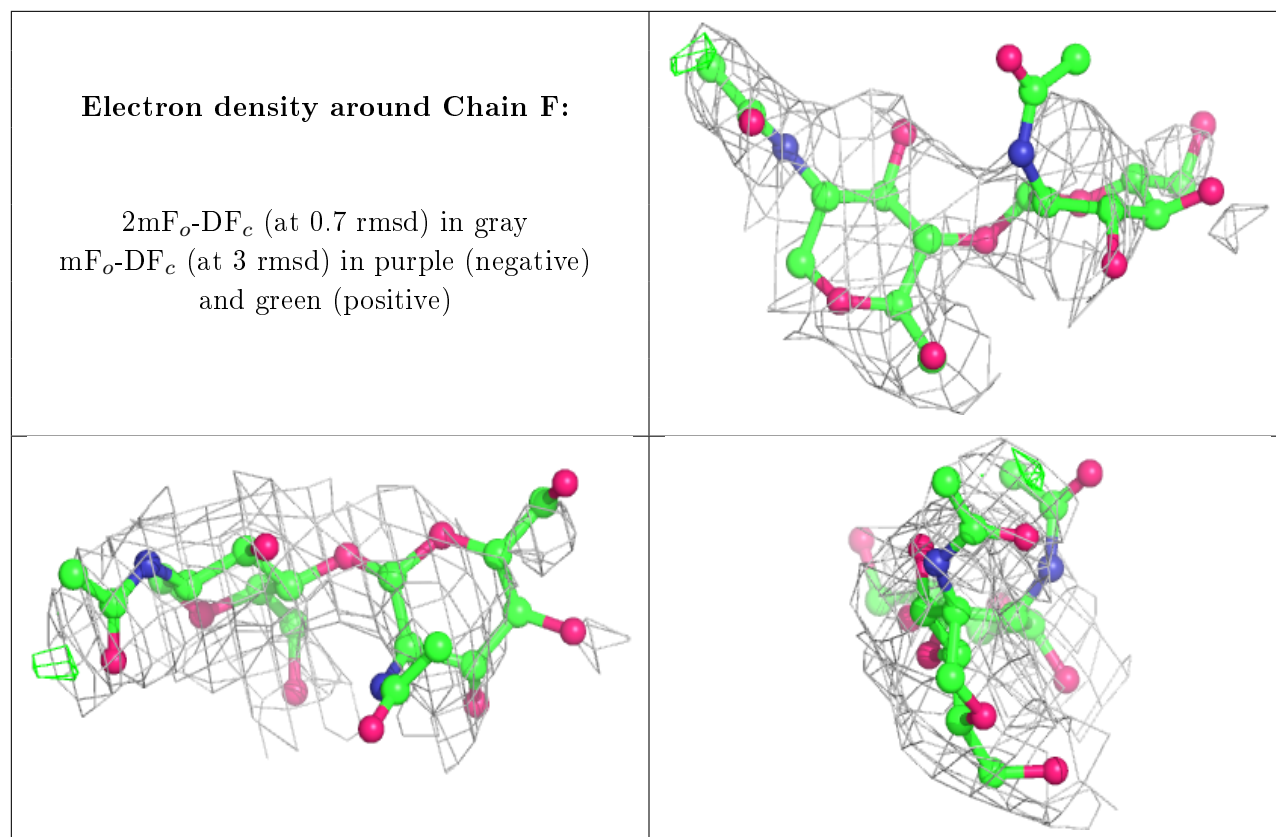 Electron density around Chain F:
2mFₒ-DF𝒸 (at 0.7 rmsd) in gray
mFₒ-DF𝒸 (at 3 rmsd) in purple (negative)
and green (positive)